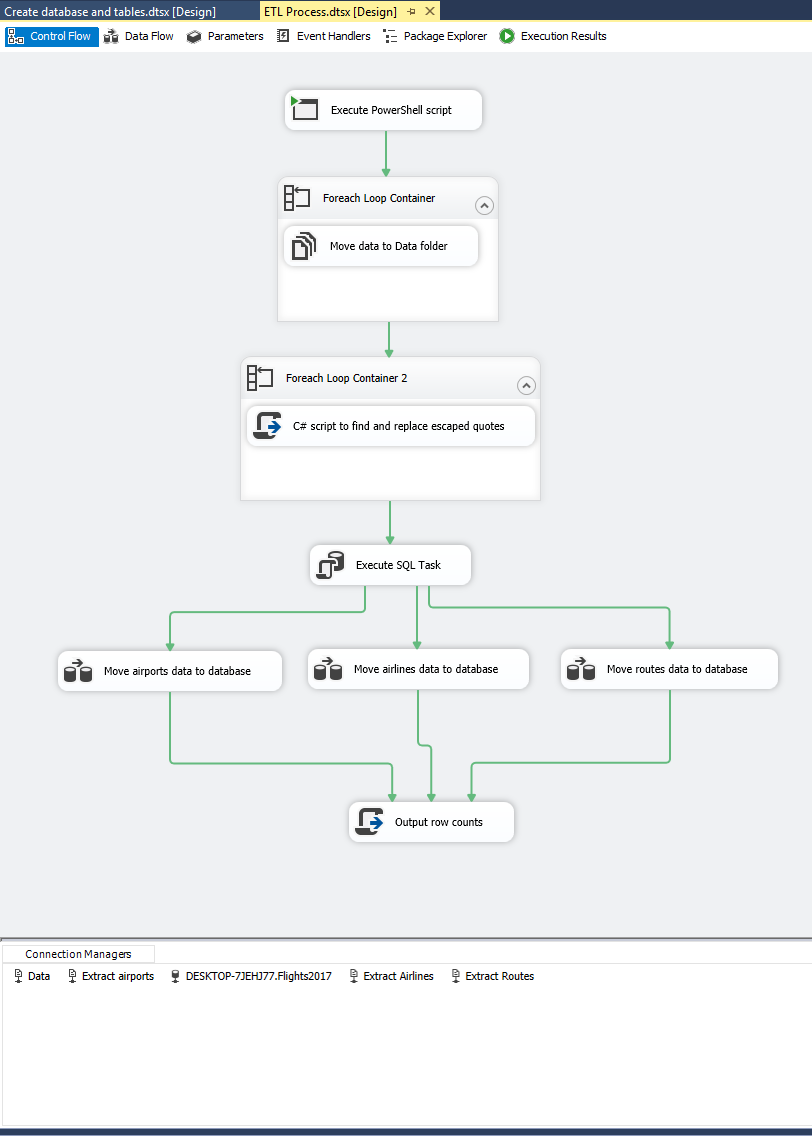 Create database and tables.dtsx [Design]
ETL Process.dtsx [Design]
Control Flow
Data Flow
Parameters
Event Handlers
Package Explorer
Execution Results
Execute PowerShell script
Foreach Loop Container
Move data to Data folder
Foreach Loop Container 2
C# script to find and replace escaped quotes
Execute SQL Task
Move airports data to database
Move airlines data to database
Move routes data to database
Output row counts
Connection Managers
Data
Extract airports
DESKTOP-7JEHJ77.Flights2017
Extract Airlines
Extract Routes